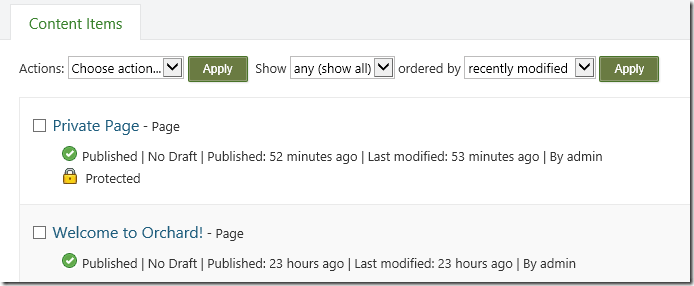 Content Items
Actions: Choose action... Apply Show any (show all) ordered by recently modified Apply
Private Page - Page
Published | No Draft | Published: 52 minutes ago | Last modified: 53 minutes ago | By admin
Protected
Welcome to Orchard! - Page
Published | No Draft | Published: 23 hours ago | Last modified: 23 hours ago | By admin